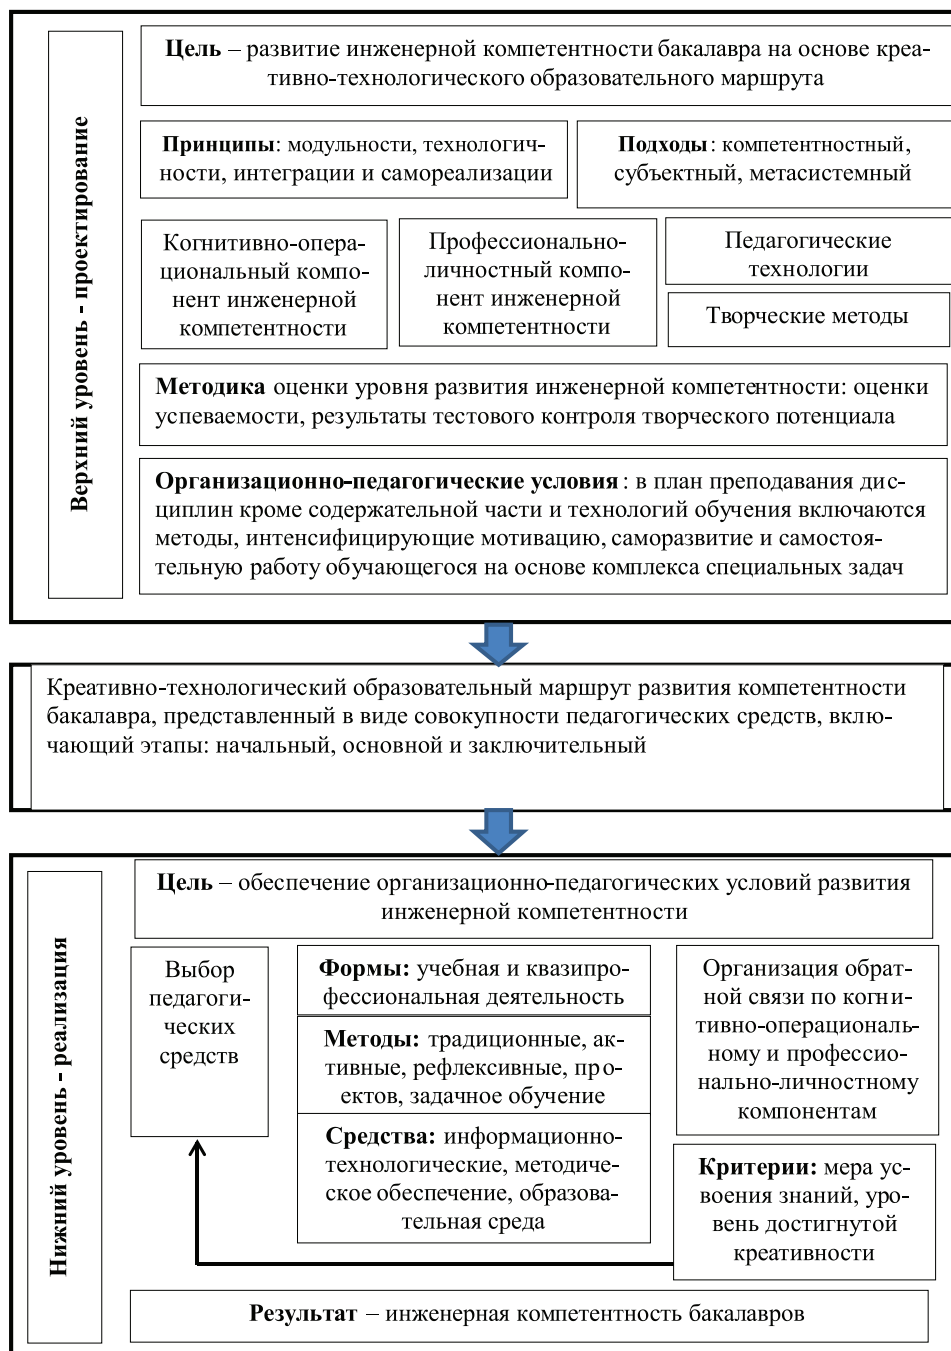 Верхний уровень - проектирование
Цель – развитие инженерной компетентности бакалавра на основе креа-
тивно-технологического образовательного маршрута
Принципы: модульности, технологич-
ности, интеграции и самореализации
Подходы: компетентностный,
субъектный, метасистемный
Когнитивно-опера-
циональный компо-
нент инженерной
компетентности
Профессионально-
личностный компо-
нент инженерной
компетентности
Педагогические
технологии
Творческие методы
Методика оценки уровня развития инженерной компетентности: оценки
успеваемости, результаты тестового контроля творческого потенциала
Организационно-педагогические условия: в план преподавания дис-
циплин кроме содержательной части и технологий обучения включаются
методы, интенсифицирующие мотивацию, саморазвитие и самостоя-
тельную работу обучающегося на основе комплекса специальных задач
Креативно-технологический образовательный маршрут развития компетентности
бакалавра, представленный в виде совокупности педагогических средств, вклю-
чающий этапы: начальный, основной и заключительный
Нижний уровень - реализация
Цель – обеспечение организационно-педагогических условий развития
инженерной компетентности
Выбор
педагоги-
ческих
средств
Формы: учебная и квазипро-
фессиональная деятельность
Методы: традиционные, ак-
тивные, рефлексивные, про-
ектов, задачное обучение
Средства: информационно-
технологические, методиче-
ское обеспечение, образова-
тельная среда
Организация обрат-
ной связи по когни-
тивно-операциональ-
ному и профессио-
нально-личностному
компонентам
Критерии: мера ус-
воения знаний, уро-
вень достигнутой
креативности
Результат – инженерная компетентность бакалавров